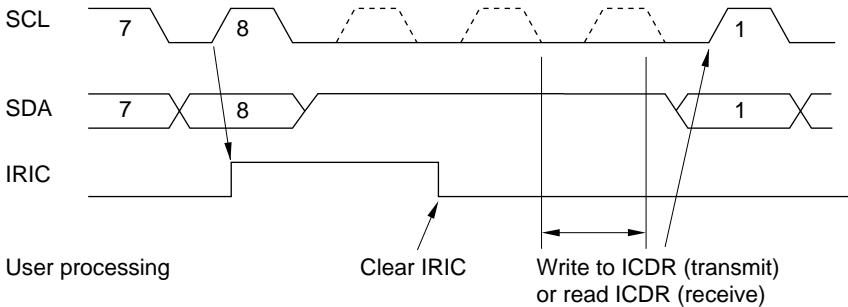 SCL 7 8 1
SDA 7 8 1
IRIC
User processing Clear IRIC Write to ICDR (transmit)
or read ICDR (receive)